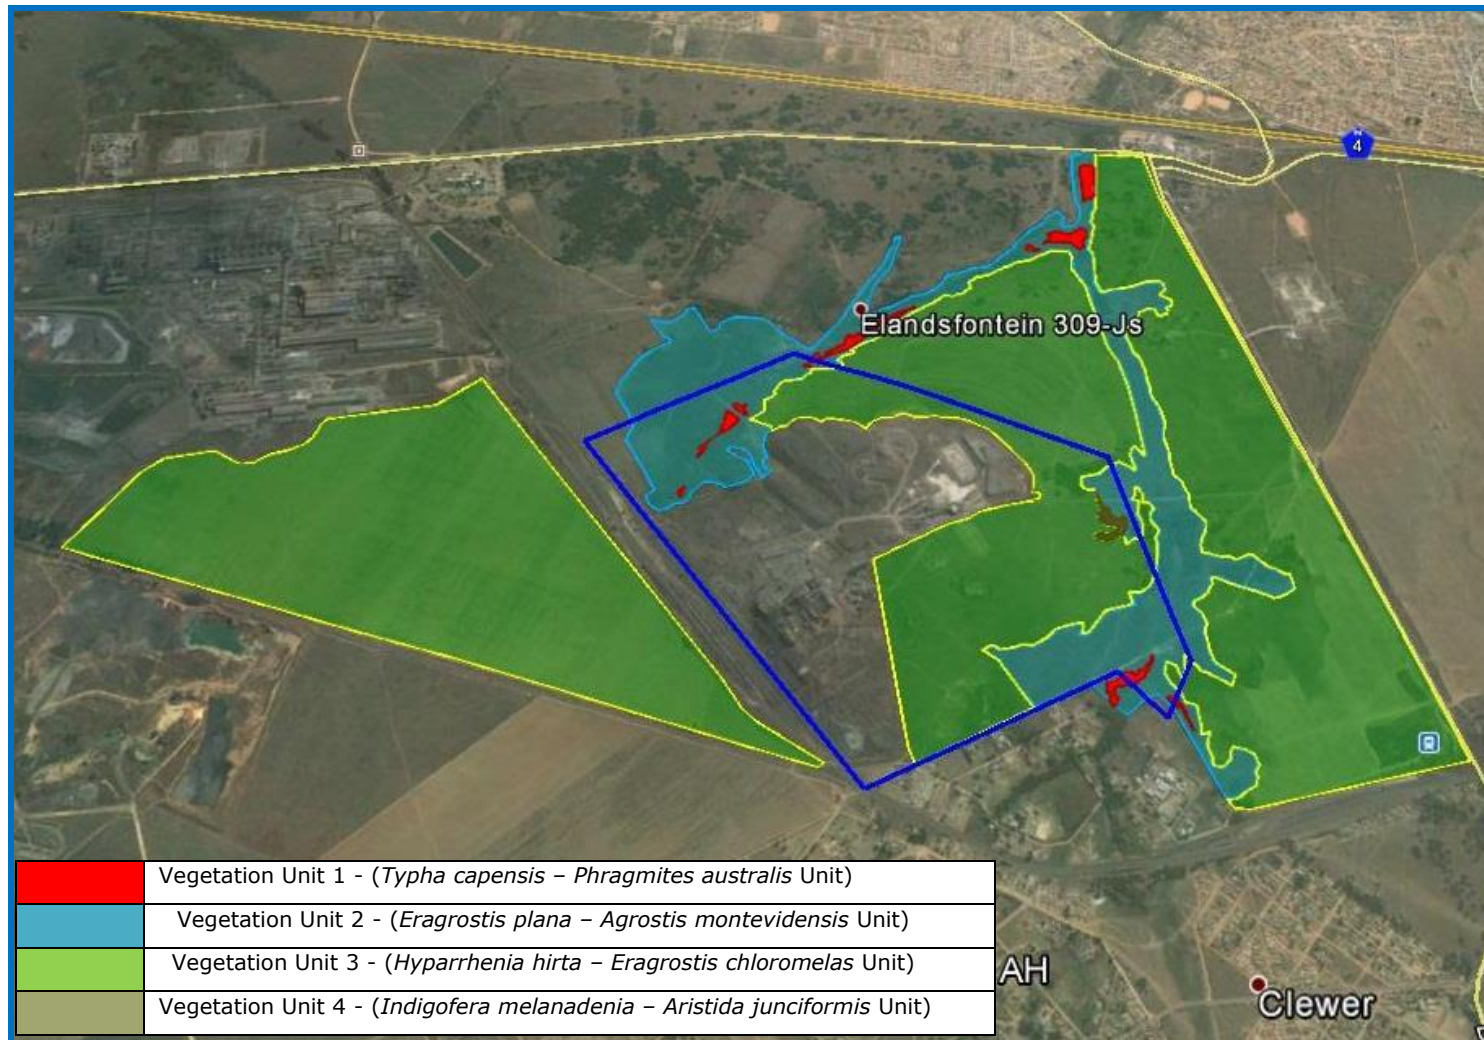 N
4
Elandsfontein 309-Js
Vegetation Unit 1 - (Typha capensis – Phragmites australis Unit)
Vegetation Unit 2 - (Eragrostis plana – Agrostis montevidensis Unit)
Vegetation Unit 3 - (Hyparrhenia hirta – Eragrostis chloromelas Unit)
Vegetation Unit 4 - (Indigofera melanadenia – Aristida junciformis Unit)
AH
Clewer